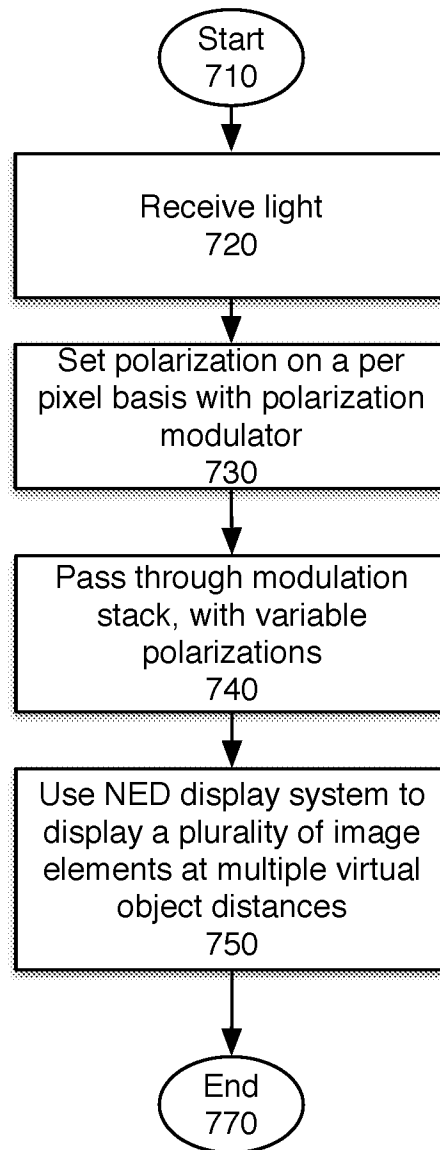 Start
710
Receive light
720
Set polarization on a per
pixel basis with polarization
modulator
730
Pass through modulation
stack, with variable
polarizations
740
Use NED display system to
display a plurality of image
elements at multiple virtual
object distances
750
End
770